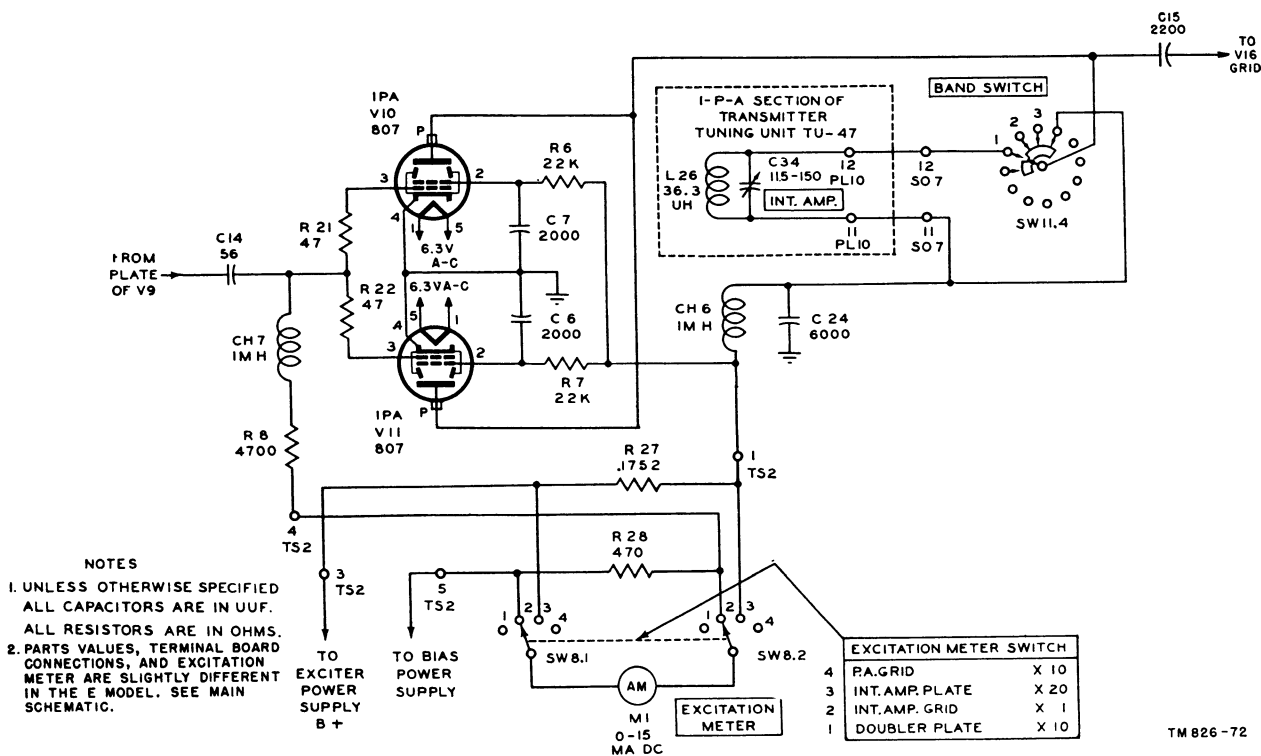 C15
2200
TO
V16
GRID
IPA
V10
807
P
I-P-A SECTION OF
TRANSMITTER
TUNING UNIT TU-47
BAND SWITCH
1
2
3
R6
22K
3
2
4
1
5
6.3V
A-C
C7
2000
L26
36.3
UH
C34
11.5-150
INT. AMP.
12
PL10
12
SO7
11
PL10
11
SO7
SW11,4
C14
56
FROM
PLATE
OF V9
R21
47
R22
47
6.3VA-C
5
1
4
3
2
C6
2000
R7
22K
CH6
1MH
C24
6000
CH7
1MH
P
IPA
V11
807
R8
4700
R27
.1752
1
TS2
4
TS2
R28
470
3
TS2
5
TS2
1
2
3
4
SW8.1
1
2
3
4
SW8.2
TO
EXCITER
POWER
SUPPLY
B+
TO BIAS
POWER
SUPPLY
AM
M1
0-15
MA DC
EXCITATION
METER
NOTES
1. UNLESS OTHERWISE SPECIFIED
ALL CAPACITORS ARE IN UUF.
ALL RESISTORS ARE IN OHMS.
2. PARTS VALUES, TERMINAL BOARD
CONNECTIONS, AND EXCITATION
METER ARE SLIGHTLY DIFFERENT
IN THE E MODEL. SEE MAIN
SCHEMATIC.
EXCITATION METER SWITCH
4 P.A. GRID X 10
3 INT. AMP. PLATE X 20
2 INT. AMP. GRID X 1
1 DOUBLER PLATE X 10
TM826-72